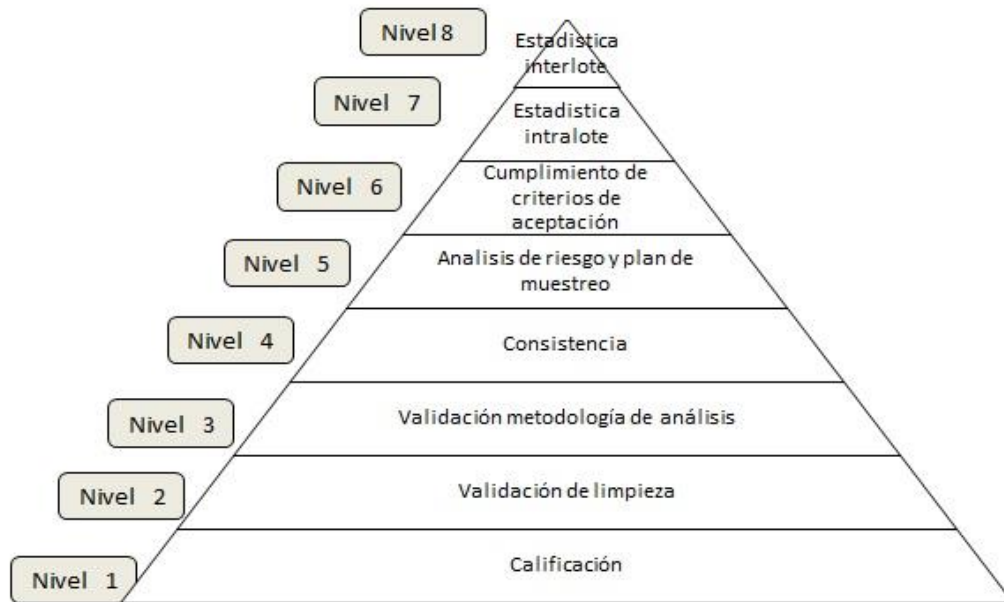 Nivel 8
Estadistica
interlote
Nivel 7
Estadistica
intralote
Nivel 6
Cumplimiento de
criterios de
aceptación
Nivel 5
Analisis de riesgo y plan de
muestreo
Nivel 4
Consistencia
Nivel 3
Validación metodología de análisis
Nivel 2
Validación de limpieza
Nivel 1
Calificación